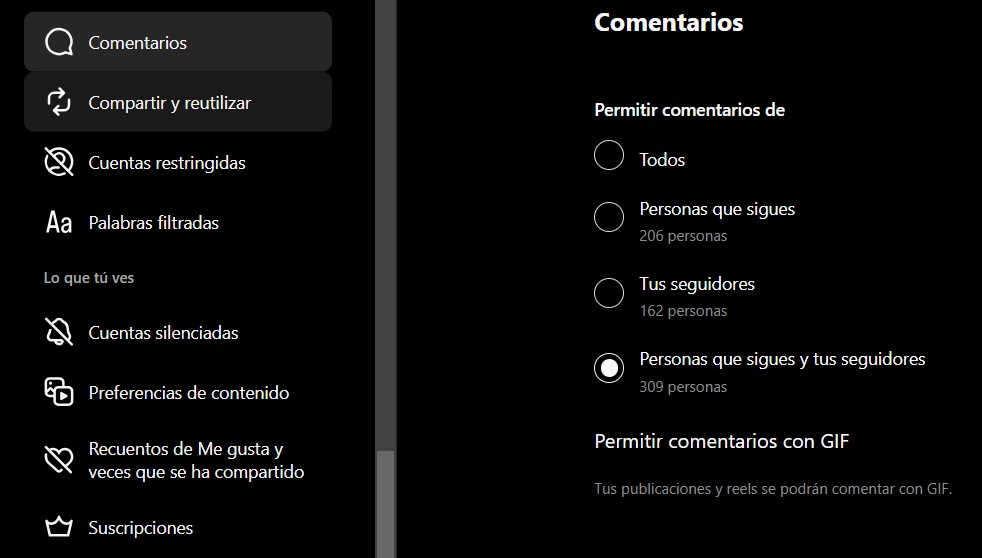 Comentarios
Compartir y reutilizar
Cuentas restringidas
Aa Palabras filtradas
Lo que tú ves
Cuentas silenciadas
Preferencias de contenido
Recuentos de Me gusta y
veces que se ha compartido
Suscripciones
Comentarios
Permitir comentarios de
Todos
Personas que sigues
206 personas
Tus seguidores
162 personas
Personas que sigues y tus seguidores
309 personas
Permitir comentarios con GIF
Tus publicaciones y reels se podrán comentar con GIF.